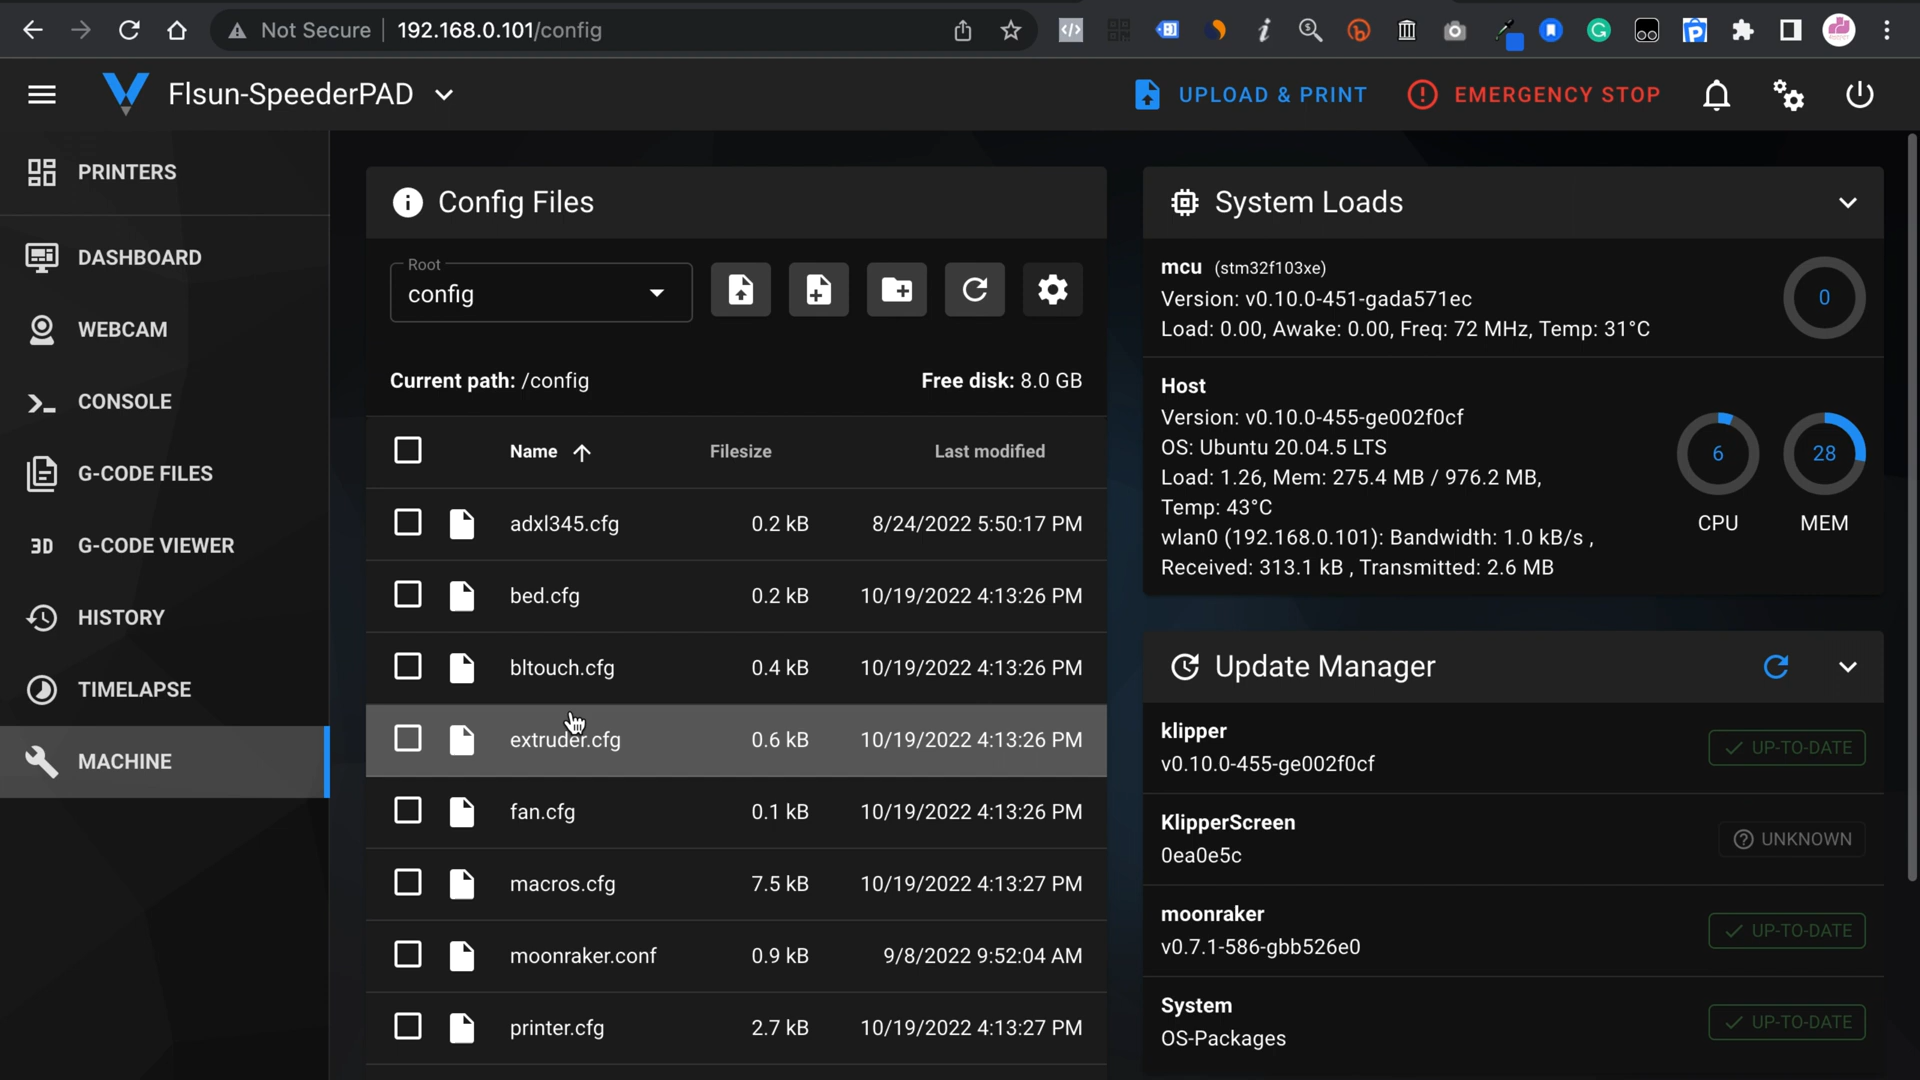 Not Secure
192.168.0.101/config
Flsun-SpeederPAD
UPLOAD & PRINT
EMERGENCY STOP
PRINTERS
DASHBOARD
WEBCAM
CONSOLE
G-CODE FILES
3D G-CODE VIEWER
HISTORY
TIMELAPSE
MACHINE
Config Files
Root
config
Current path: /config
Free disk: 8.0 GB
Name Filesize Last modified
adxl345.cfg 0.2 kB 8/24/2022 5:50:17 PM
bed.cfg 0.2 kB 10/19/2022 4:13:26 PM
bltouch.cfg 0.4 kB 10/19/2022 4:13:26 PM
extruder.cfg 0.6 kB 10/19/2022 4:13:26 PM
fan.cfg 0.1 kB 10/19/2022 4:13:26 PM
macros.cfg 7.5 kB 10/19/2022 4:13:27 PM
moonraker.conf 0.9 kB 9/8/2022 9:52:04 AM
printer.cfg 2.7 kB 10/19/2022 4:13:27 PM
System Loads
mcu (stm32f103xe)
Version: v0.10.0-451-gada571ec
Load: 0.00, Awake: 0.00, Freq: 72 MHz, Temp: 31°C
0
Host
Version: v0.10.0-455-ge002f0cf
OS: Ubuntu 20.04.5 LTS
Load: 1.26, Mem: 275.4 MB / 976.2 MB,
Temp: 43°C
wlan0 (192.168.0.101): Bandwidth: 1.0 kB/s ,
Received: 313.1 kB , Transmitted: 2.6 MB
6
CPU
28
MEM
Update Manager
klipper
v0.10.0-455-ge002f0cf
UP-TO-DATE
KlipperScreen
0ea0e5c
UNKNOWN
moonraker
v0.7.1-586-gbb526e0
UP-TO-DATE
System
OS-Packages
UP-TO-DATE